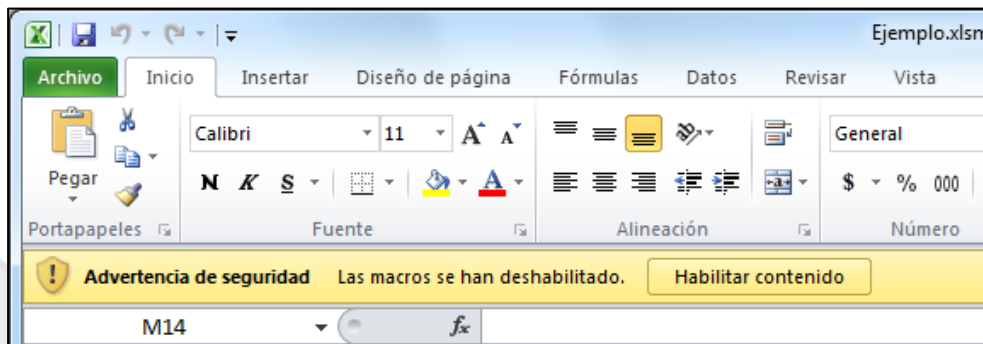 Ejemplo.xlsm
Archivo Inicio Insertar Diseño de página Fórmulas Datos Revisar Vista
Calibri 11 A A General
Pegar N K S A $ % 000
Portapapeles Fuente Alineación Número
Advertencia de seguridad Las macros se han deshabilitado. Habilitar contenido
M14 fx